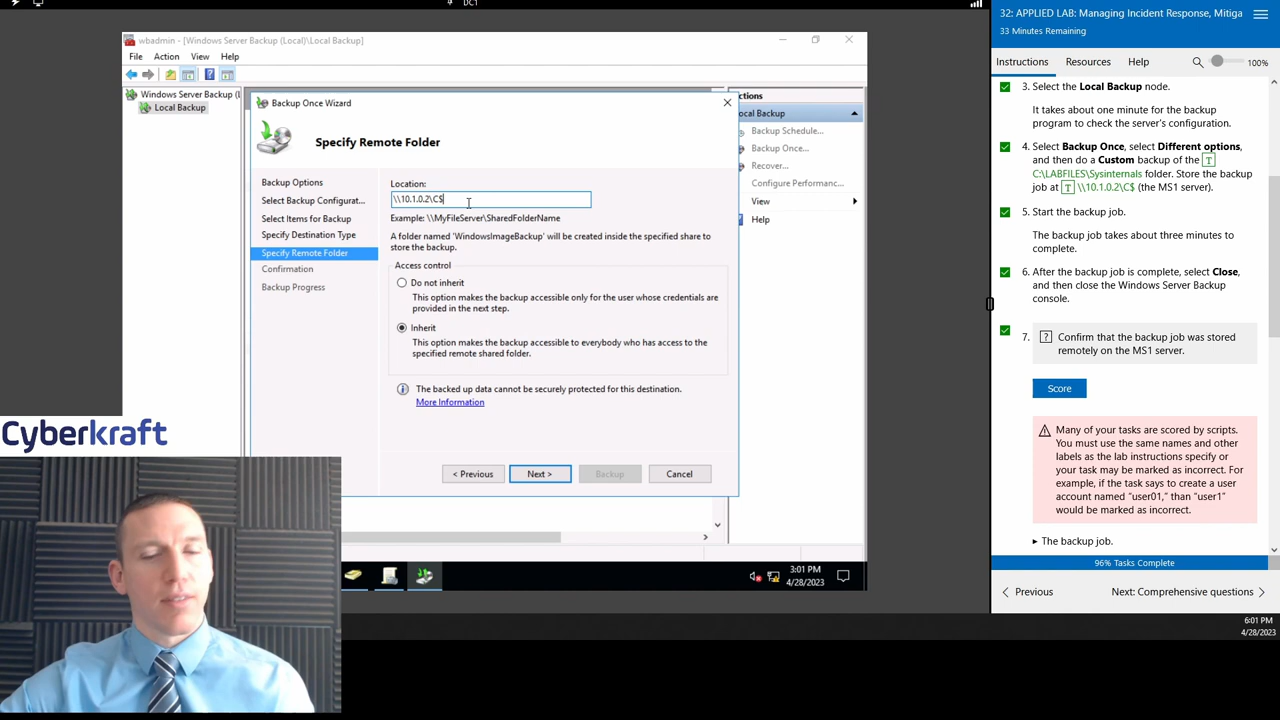 DC1
wbadmin - [Windows Server Backup (Local)\Local Backup]
File Action View Help
Windows Server Backup (L
Local Backup
Backup Once Wizard
Specify Remote Folder
Backup Options
Select Backup Configurat...
Select Items for Backup
Specify Destination Type
Specify Remote Folder
Confirmation
Backup Progress
Location:
\\10.1.0.2\C$
Example: \\MyFileServer\SharedFolderName
A folder named 'WindowsImageBackup' will be created inside the specified share to
store the backup.
Access control
Do not inherit
This option makes the backup accessible only for the user whose credentials are
provided in the next step.
Inherit
This option makes the backup accessible to everybody who has access to the
specified remote shared folder.
The backed up data cannot be securely protected for this destination.
More Information
< Previous
Next >
Backup
Cancel
ctions
ocal Backup
Backup Schedule...
Backup Once...
Recover...
Configure Performanc...
View
Help
3:01 PM
4/28/2023
Cyberkraft
32: APPLIED LAB: Managing Incident Response, Mitiga
33 Minutes Remaining
Instructions Resources Help 100%
3. Select the Local Backup node.
It takes about one minute for the backup
program to check the server's configuration.
4. Select Backup Once, select Different options,
and then do a Custom backup of the T
C:\LABFILES\Sysinternals folder. Store the backup
job at T \\10.1.0.2\C$ (the MS1 server).
5. Start the backup job.
The backup job takes about three minutes to
complete.
6. After the backup job is complete, select Close,
and then close the Windows Server Backup
console.
7. ? Confirm that the backup job was stored
remotely on the MS1 server.
Score
Many of your tasks are scored by scripts.
You must use the same names and other
labels as the lab instructions specify or
your task may be marked as incorrect. For
example, if the task says to create a user
account named "user01," than "user1"
would be marked as incorrect.
The backup job.
96% Tasks Complete
Previous
Next: Comprehensive questions
6:01 PM
4/28/2023